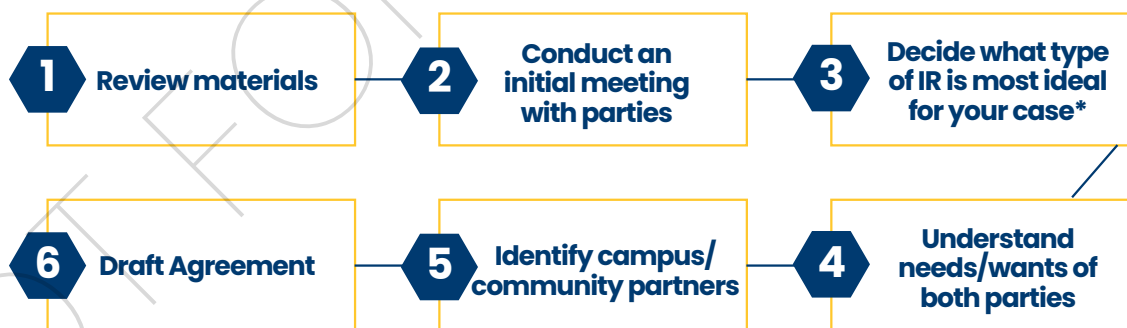 1
Review materials
2
Conduct an
initial meeting
with parties
3
Decide what type
of IR is most ideal
for your case*
6
Draft Agreement
5
Identify campus/
community partners
4
Understand
needs/wants of
both parties